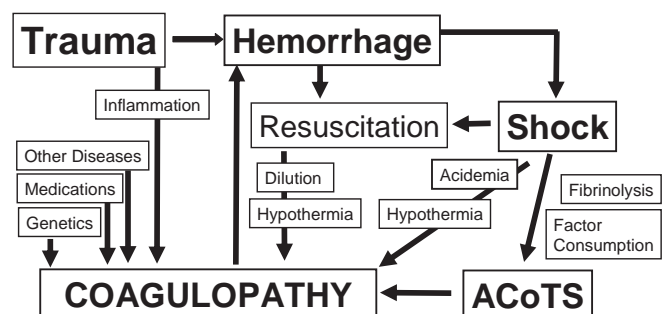 Trauma
Hemorrhage
Inflammation
Resuscitation
Shock
Other Diseases
Medications
Genetics
Dilution
Hypothermia
Acidemia
Hypothermia
Fibrinolysis
Factor
Consumption
COAGULOPATHY
ACoTS